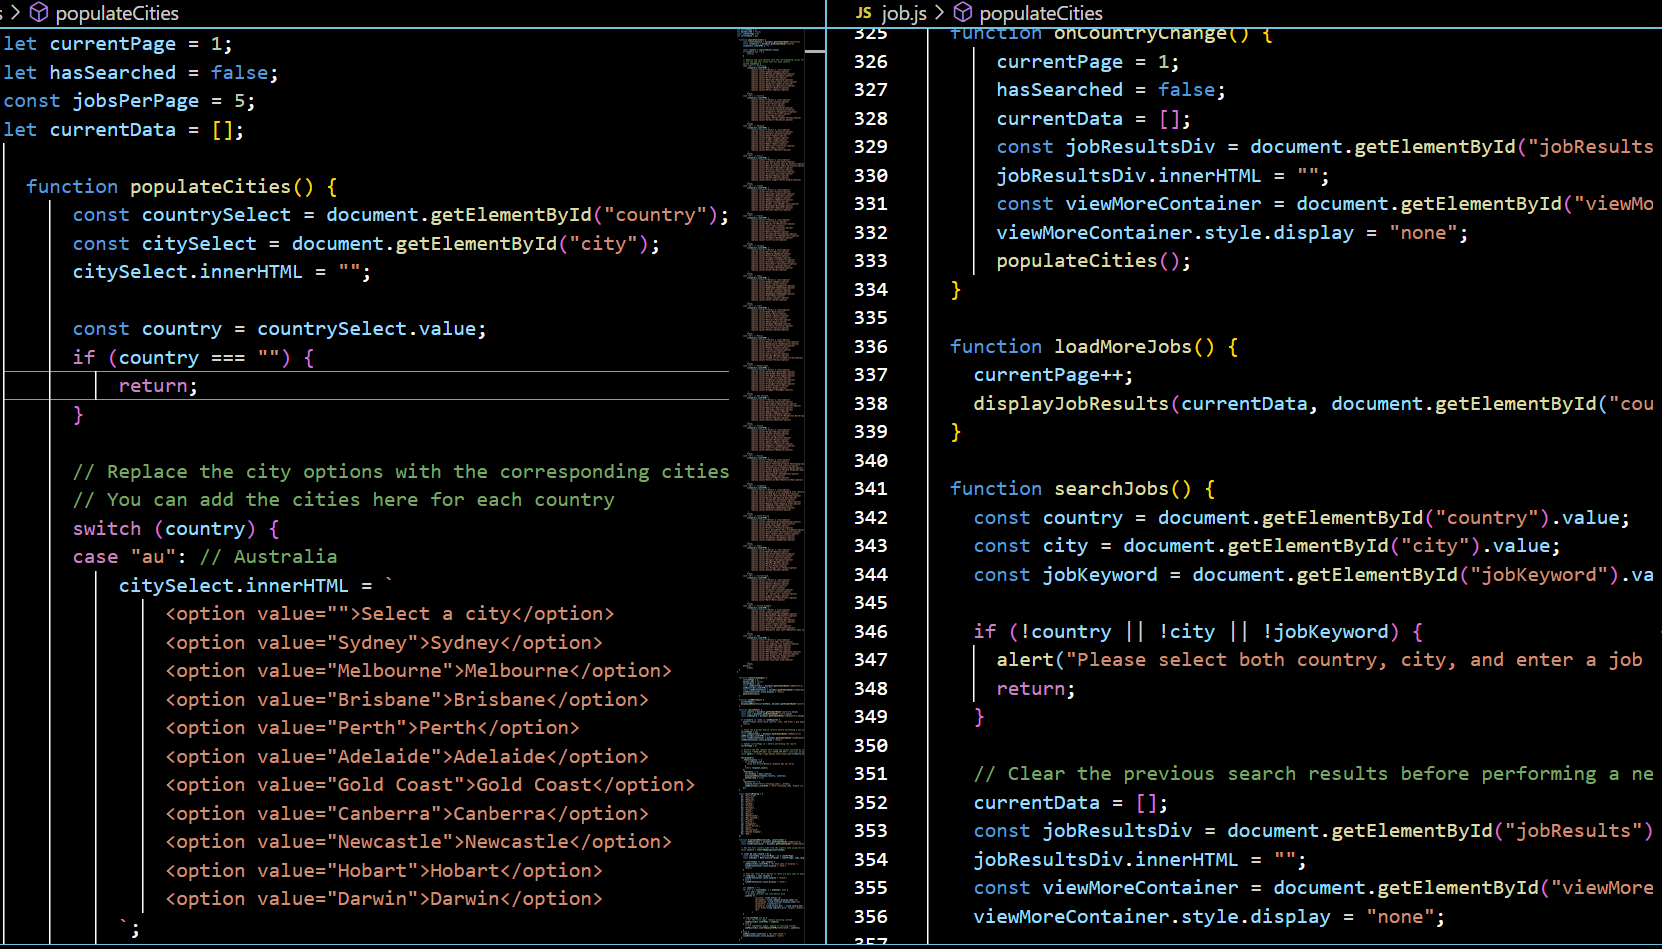 s > populateCities
let currentPage = 1;
let hasSearched = false;
const jobsPerPage = 5;
let currentData = [];
function populateCities() {
const countrySelect = document.getElementById("country");
const citySelect = document.getElementById("city");
citySelect.innerHTML = "";
const country = countrySelect.value;
if (country === "") {
return;
}
// Replace the city options with the corresponding cities
// You can add the cities here for each country
switch (country) {
case "au": // Australia
citySelect.innerHTML = `
<option value="">Select a city</option>
<option value="Sydney">Sydney</option>
<option value="Melbourne">Melbourne</option>
<option value="Brisbane">Brisbane</option>
<option value="Perth">Perth</option>
<option value="Adelaide">Adelaide</option>
<option value="Gold Coast">Gold Coast</option>
<option value="Canberra">Canberra</option>
<option value="Newcastle">Newcastle</option>
<option value="Hobart">Hobart</option>
<option value="Darwin">Darwin</option>
`;
JS job.js > populateCities
325 function onCountryChange() {
326 currentPage = 1;
327 hasSearched = false;
328 currentData = [];
329 const jobResultsDiv = document.getElementById("jobResults
330 jobResultsDiv.innerHTML = "";
331 const viewMoreContainer = document.getElementById("viewMo
332 viewMoreContainer.style.display = "none";
333 populateCities();
334 }
335
336 function loadMoreJobs() {
337 currentPage++;
338 displayJobResults(currentData, document.getElementById("cou
339 }
340
341 function searchJobs() {
342 const country = document.getElementById("country").value;
343 const city = document.getElementById("city").value;
344 const jobKeyword = document.getElementById("jobKeyword").va
345
346 if (!country || !city || !jobKeyword) {
347 alert("Please select both country, city, and enter a job
348 return;
349 }
350
351 // Clear the previous search results before performing a ne
352 currentData = [];
353 const jobResultsDiv = document.getElementById("jobResults")
354 jobResultsDiv.innerHTML = "";
355 const viewMoreContainer = document.getElementById("viewMore
356 viewMoreContainer.style.display = "none";
357